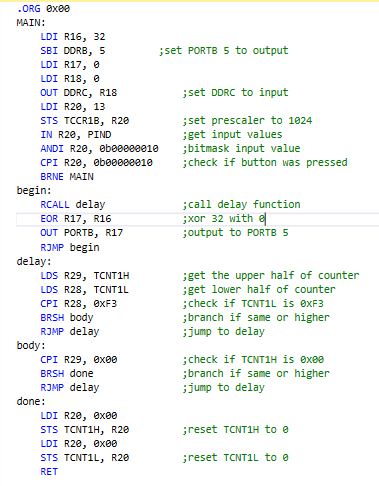 .ORG 0x00
MAIN:
LDI R16, 32
SBI DDRB, 5 ;set PORTB 5 to output
LDI R17, 0
LDI R18, 0
OUT DDRC, R18 ;set DDRC to input
LDI R20, 13
STS TCCR1B, R20 ;set prescaler to 1024
IN R20, PIND ;get input values
ANDI R20, 0b00000010 ;bitmask input value
CPI R20, 0b00000010 ;check if button was pressed
BRNE MAIN
begin:
RCALL delay ;call delay function
EOR R17, R16 ;xor 32 with 0
OUT PORTB, R17 ;output to PORTB 5
RJMP begin
delay:
LDS R29, TCNT1H ;get the upper half of counter
LDS R28, TCNT1L ;get lower half of counter
CPI R28, 0xF3 ;check if TCNT1L is 0xF3
BRSH body ;branch if same or higher
RJMP delay ;jump to delay
body:
CPI R29, 0x00 ;check if TCNT1H is 0x00
BRSH done ;branch if same or higher
RJMP delay ;jump to delay
done:
LDI R20, 0x00
STS TCNT1H, R20 ;reset TCNT1H to 0
LDI R20, 0x00
STS TCNT1L, R20 ;reset TCNT1L to 0
RET